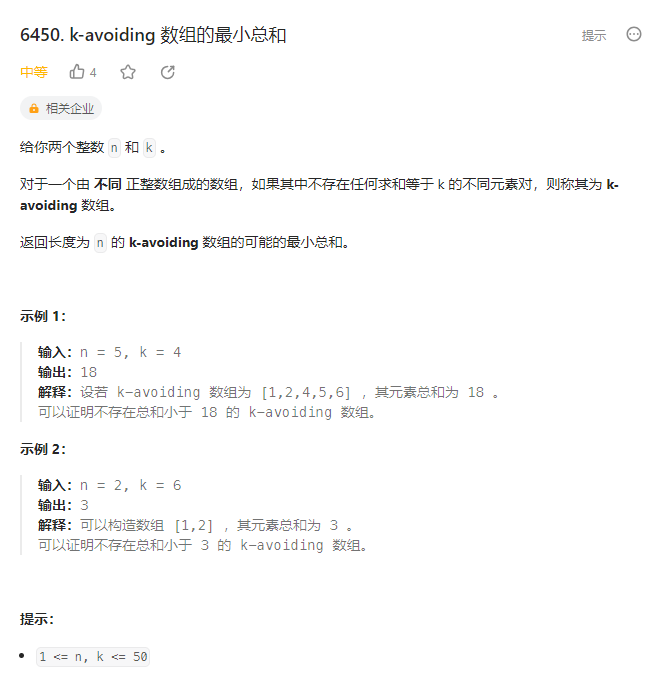 6450. k-avoiding 数组的最小总和
提示
中等
4
相关企业
给你两个整数 n 和 k 。
对于一个由 不同 正整数组成的数组，如果其中不存在任何求和等于 k 的不同元素对，则称其为 k-
avoiding 数组。
返回长度为 n 的 k-avoiding 数组的可能的最小总和。
示例 1：
输入：n = 5, k = 4
输出：18
解释：设若 k-avoiding 数组为 [1,2,4,5,6] ，其元素总和为 18 。
可以证明不存在总和小于 18 的 k-avoiding 数组。
示例 2：
输入：n = 2, k = 6
输出：3
解释：可以构造数组 [1,2] ，其元素总和为 3 。
可以证明不存在总和小于 3 的 k-avoiding 数组。
提示：
• 1 <= n, k <= 50